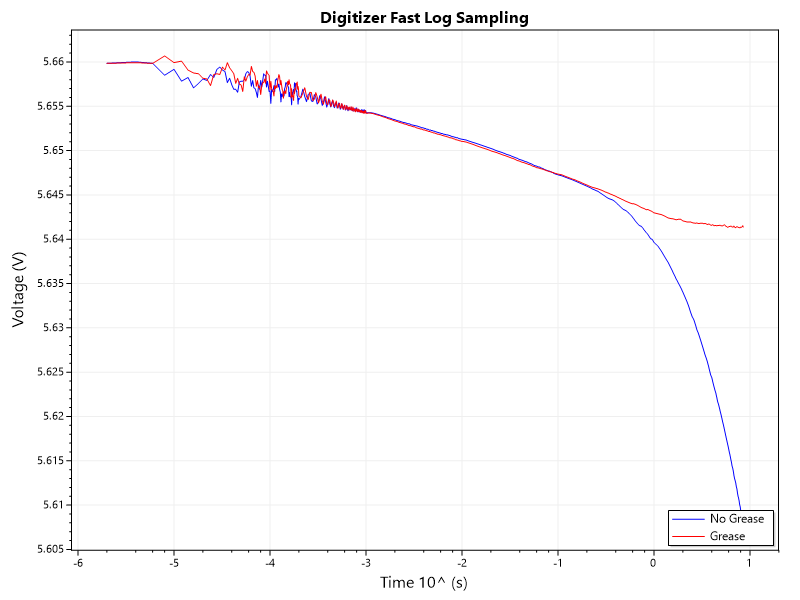 Digitizer Fast Log Sampling
Voltage (V)
5.66
5.655
5.65
5.645
5.64
5.635
5.63
5.625
5.62
5.615
5.61
5.605
-6 -5 -4 -3 -2 -1 0 1
Time 10^ (s)
No Grease
Grease